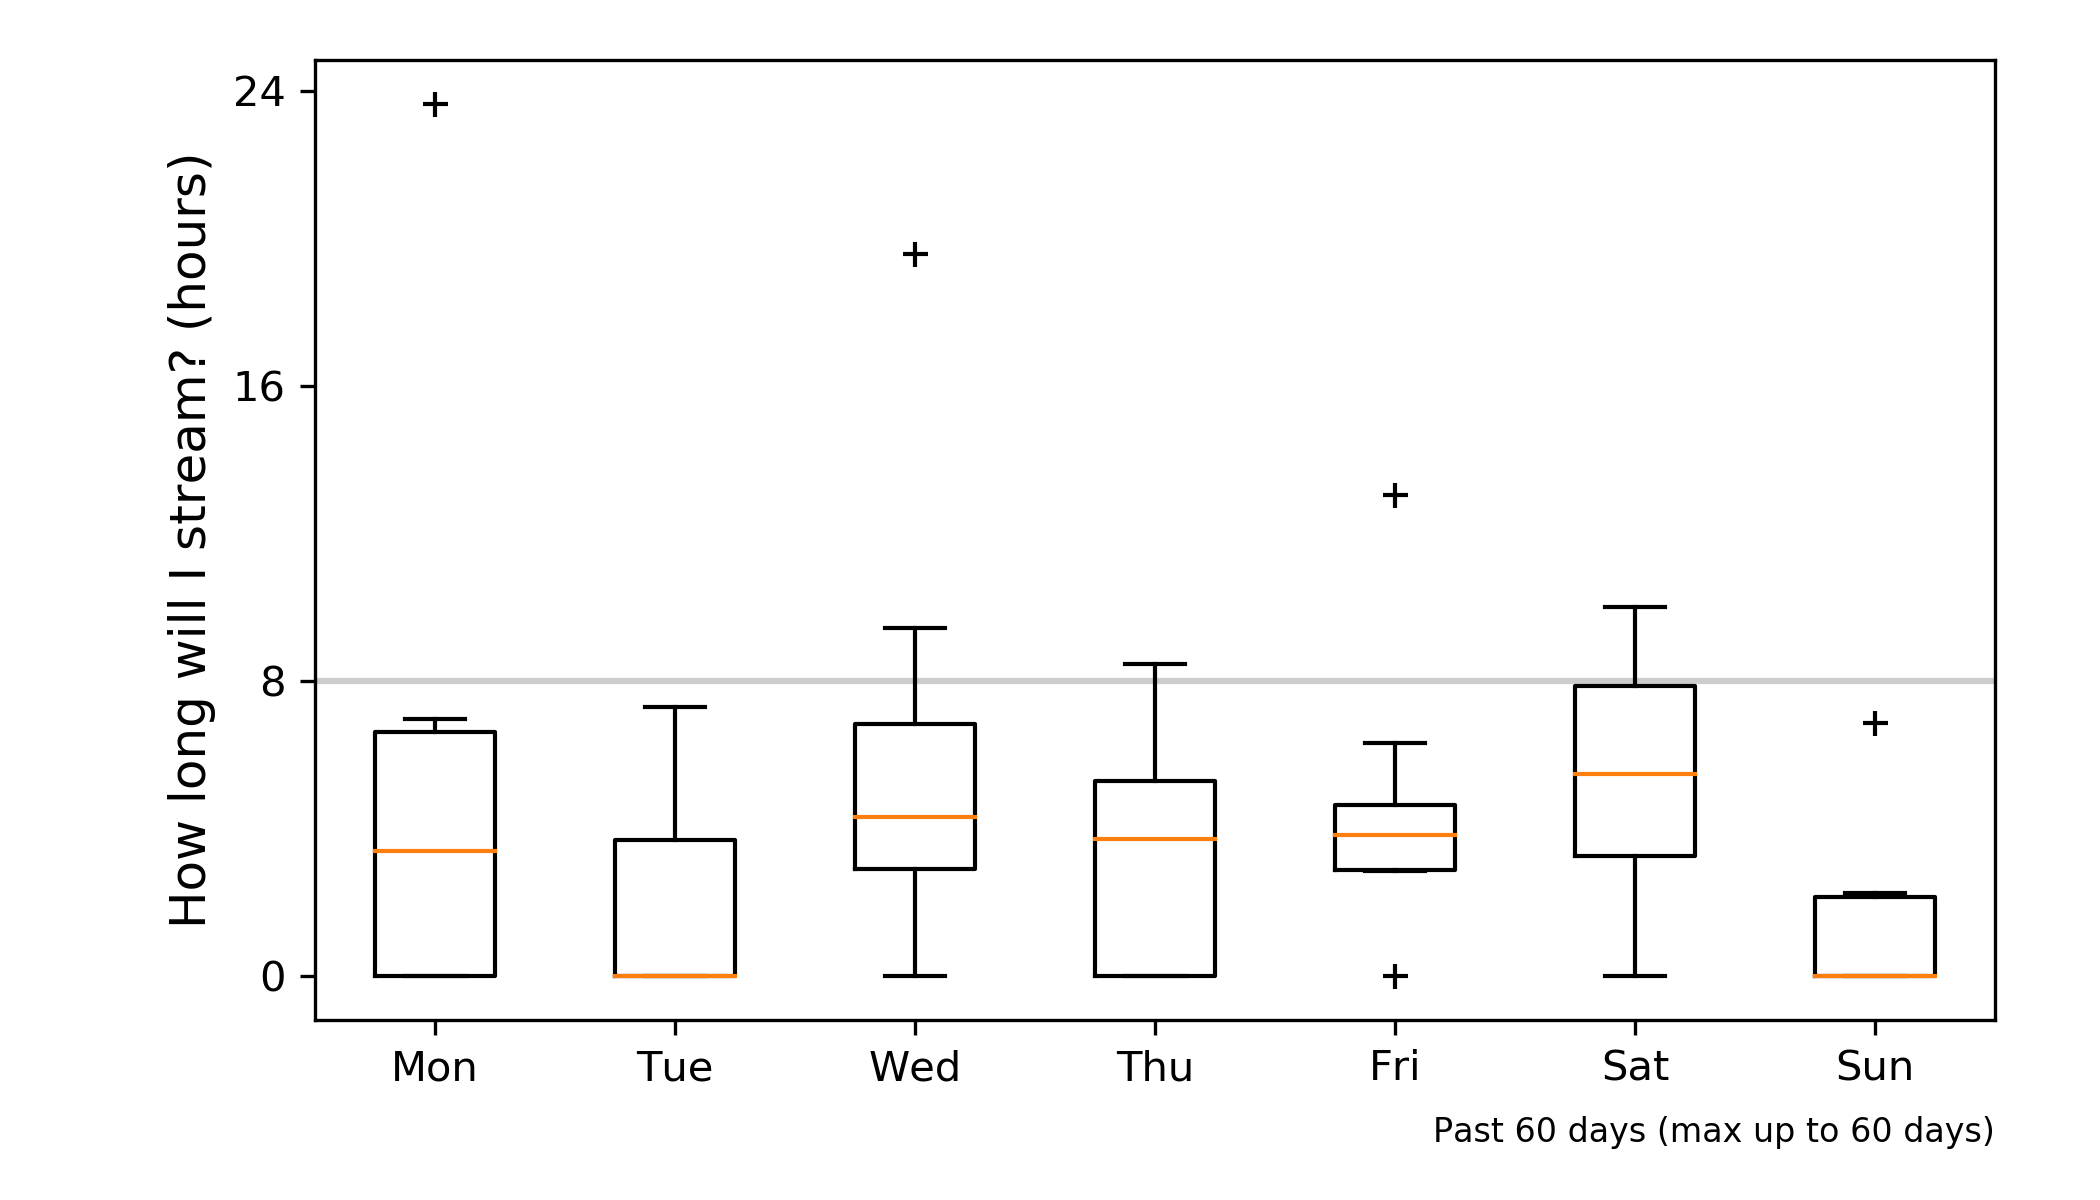 How long will I stream? (hours)
24
16
8
0
Mon Tue Wed Thu Fri Sat Sun
Past 60 days (max up to 60 days)